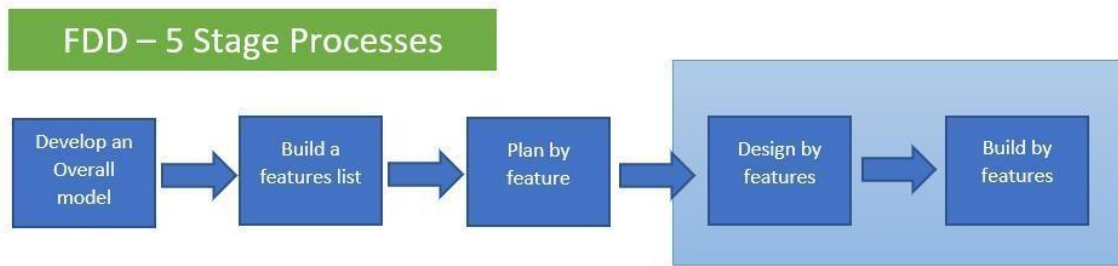 FDD – 5 Stage Processes
Develop an
Overall
model
Build a
features list
Plan by
feature
Design by
features
Build by
features